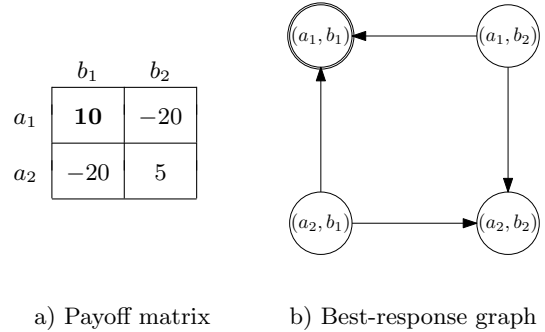 (a₁, b₁) (a₁, b₂)
b₁ b₂
a₁ 10 −20
a₂ −20 5
(a₂, b₁) (a₂, b₂)
a) Payoff matrix b) Best-response graph